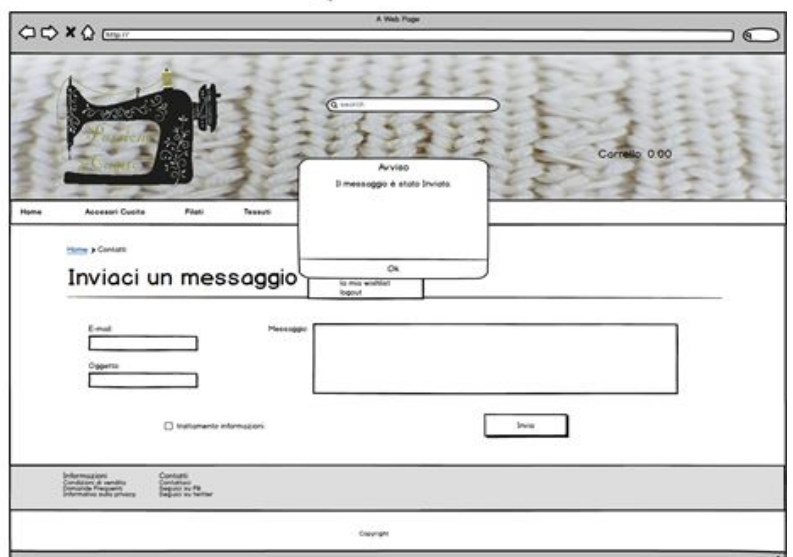 A Web Page
http://
search
Passioni
Carrello 0.00
Avviso
Il messaggio è stato Inviato.
Ok
Home Accessori Cucito Filati Tessuti
la mia wishlist
logout
Home Contatti
Inviaci un messaggio
E-mail:
Messaggio:
Oggetto:
trattamento informazioni
Invia
Informazioni
Condizioni di vendita
Domande Frequenti
Informativa sulla privacy
Contatti
Contattaci
Seguici su FB
Seguici su twitter
Copyright